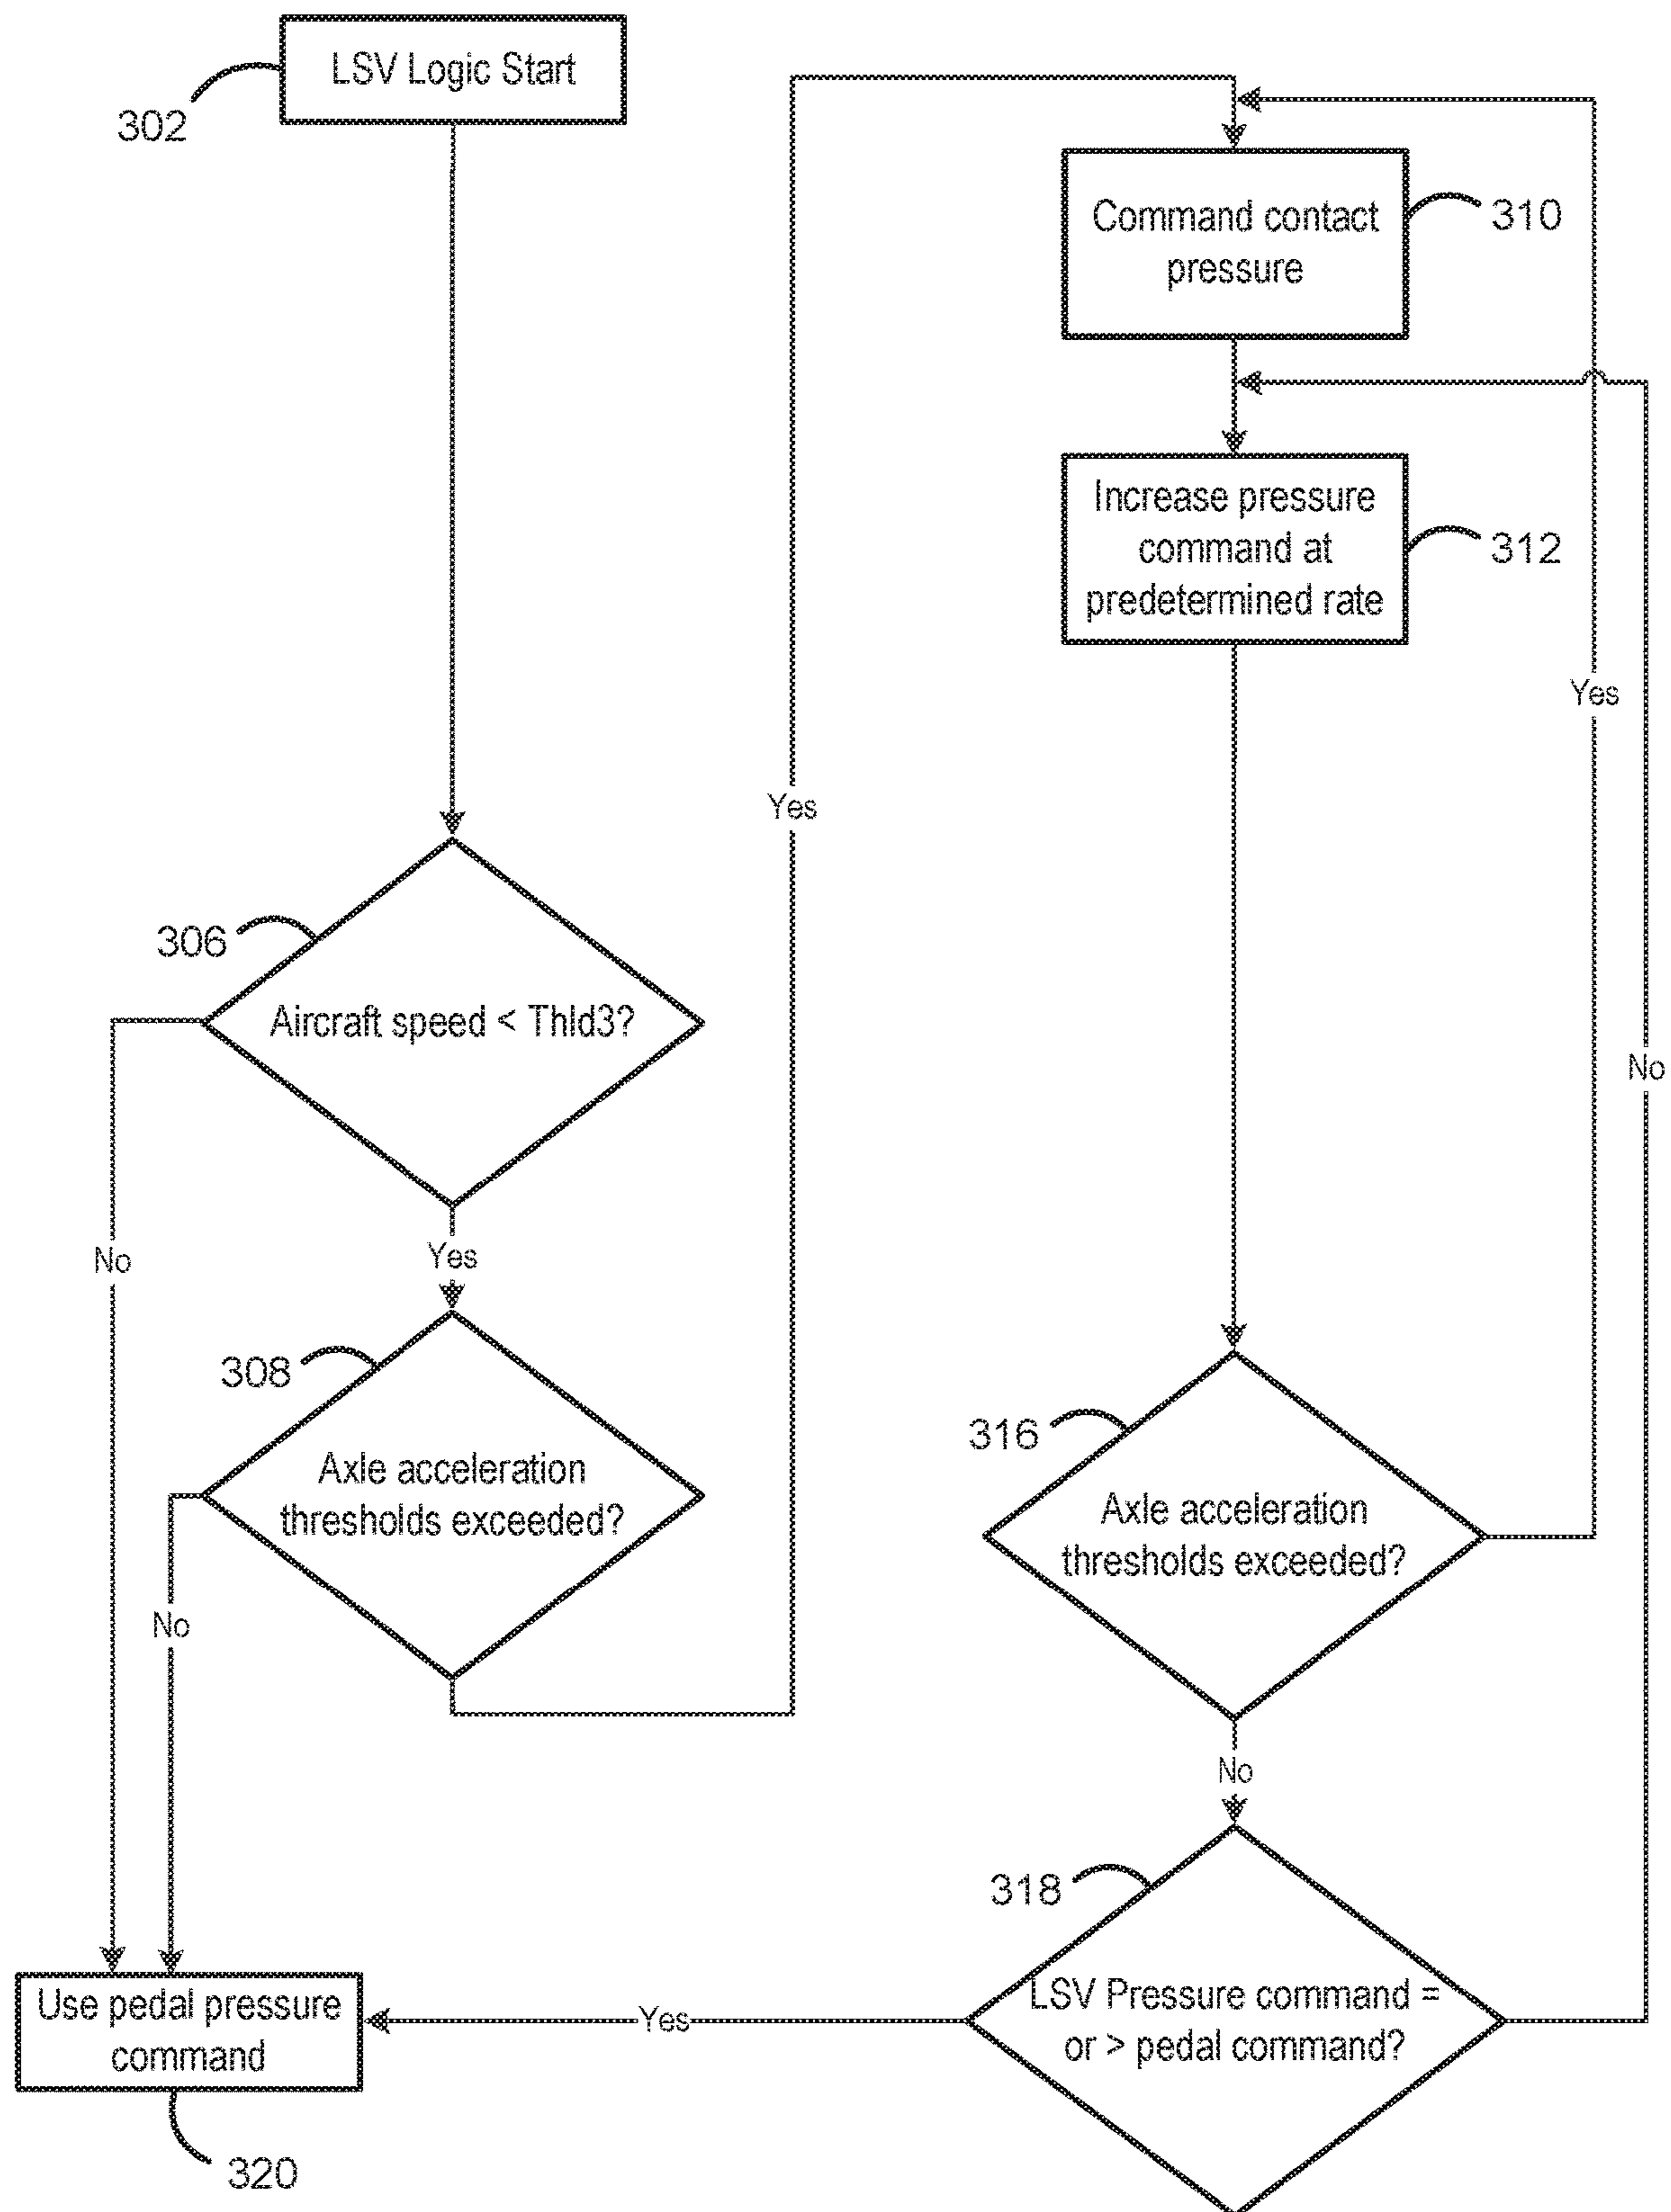 LSV Logic Start
302
Command contact
pressure
310
Increase pressure
command at
predetermined rate
312
Yes
Yes
306
Aircraft speed < Thld3?
No
No
Yes
308
Axle acceleration
thresholds exceeded?
316
Axle acceleration
thresholds exceeded?
No
No
318
LSV Pressure command =
or > pedal command?
Use pedal pressure
command
Yes
320